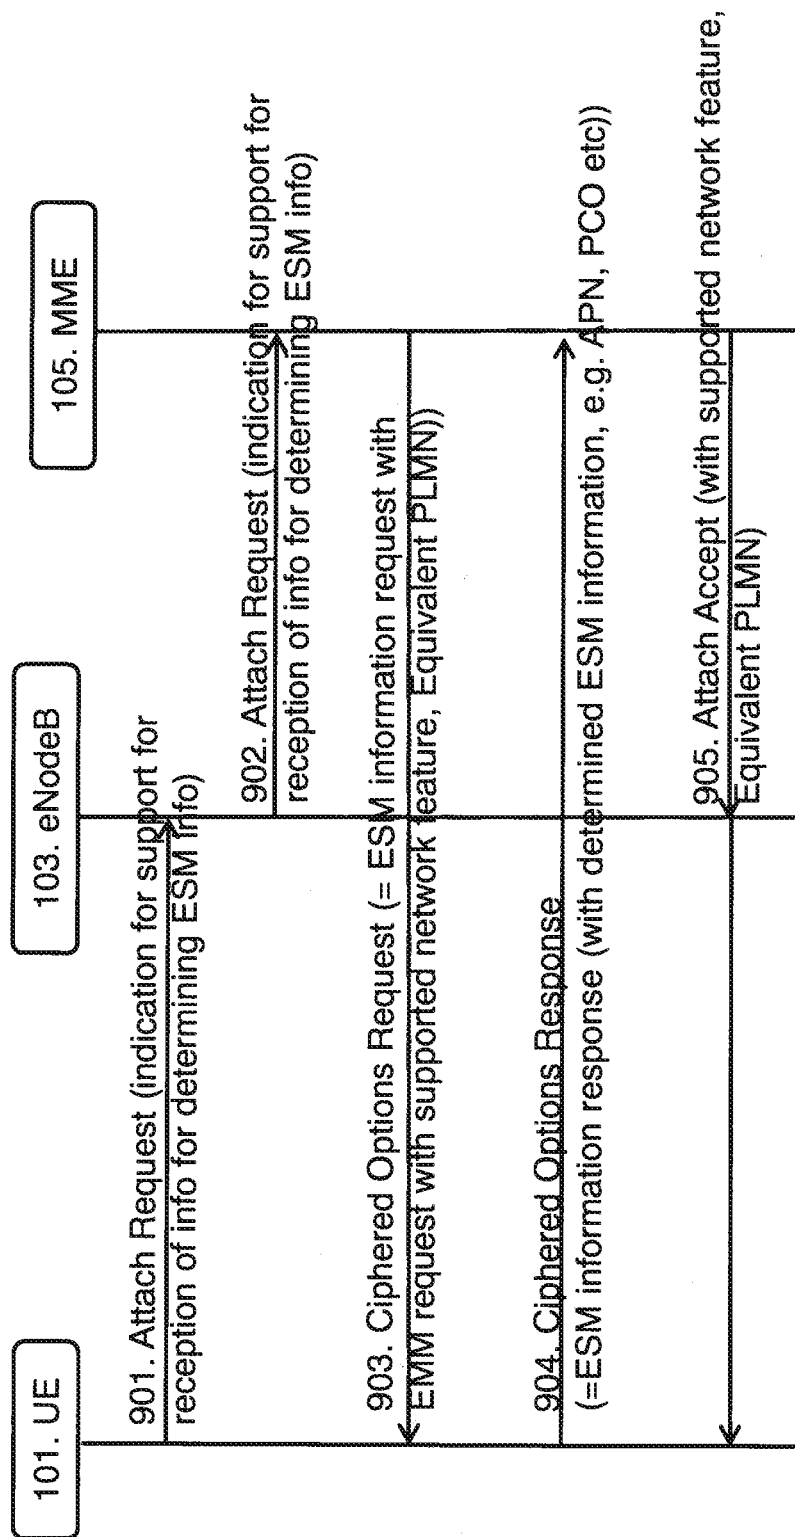 101. UE
103. eNodeB
105. MME
901. Attach Request (indication for support for
reception of info for determining ESM info)
902. Attach Request (indication for support for
reception of info for determining ESM info)
903. Ciphered Options Request (= ESM information request with
EMM request with supported network feature, Equivalent PLMN))
904. Ciphered Options Response
(=ESM information response (with determined ESM information, e.g. APN, PCO etc))
905. Attach Accept (with supported network feature,
Equivalent PLMN)